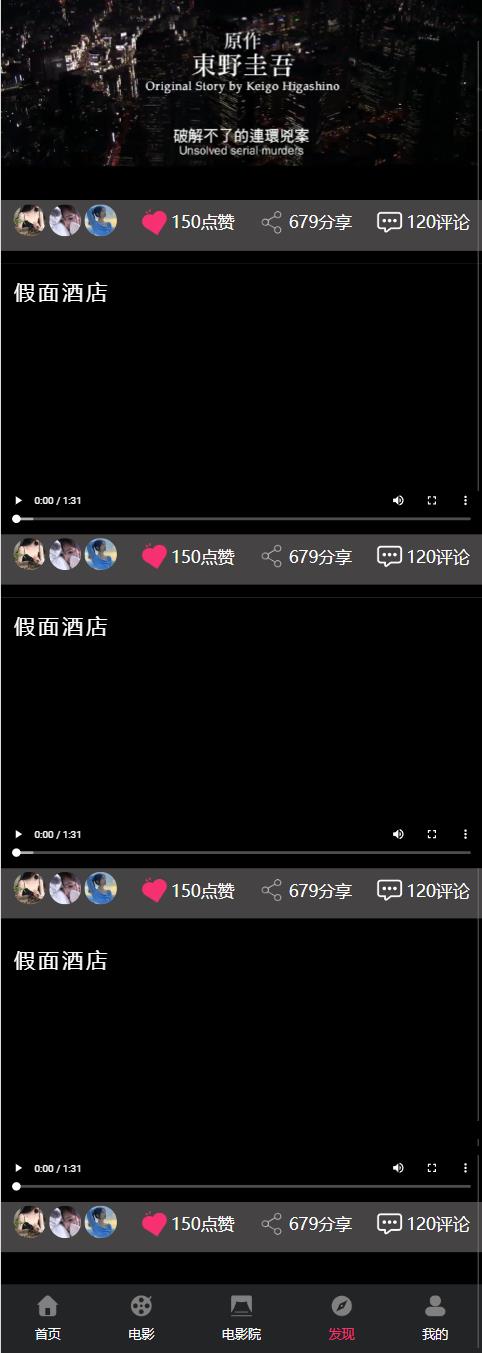 原作
東野圭吾
Original Story by Keigo Higashino
破解不了的連環兇案
Unsolved serial murders
150点赞 679分享 120评论
假面酒店
0:00 / 1:31
150点赞 679分享 120评论
假面酒店
0:00 / 1:31
150点赞 679分享 120评论
假面酒店
0:00 / 1:31
150点赞 679分享 120评论
首页 电影 电影院 发现 我的